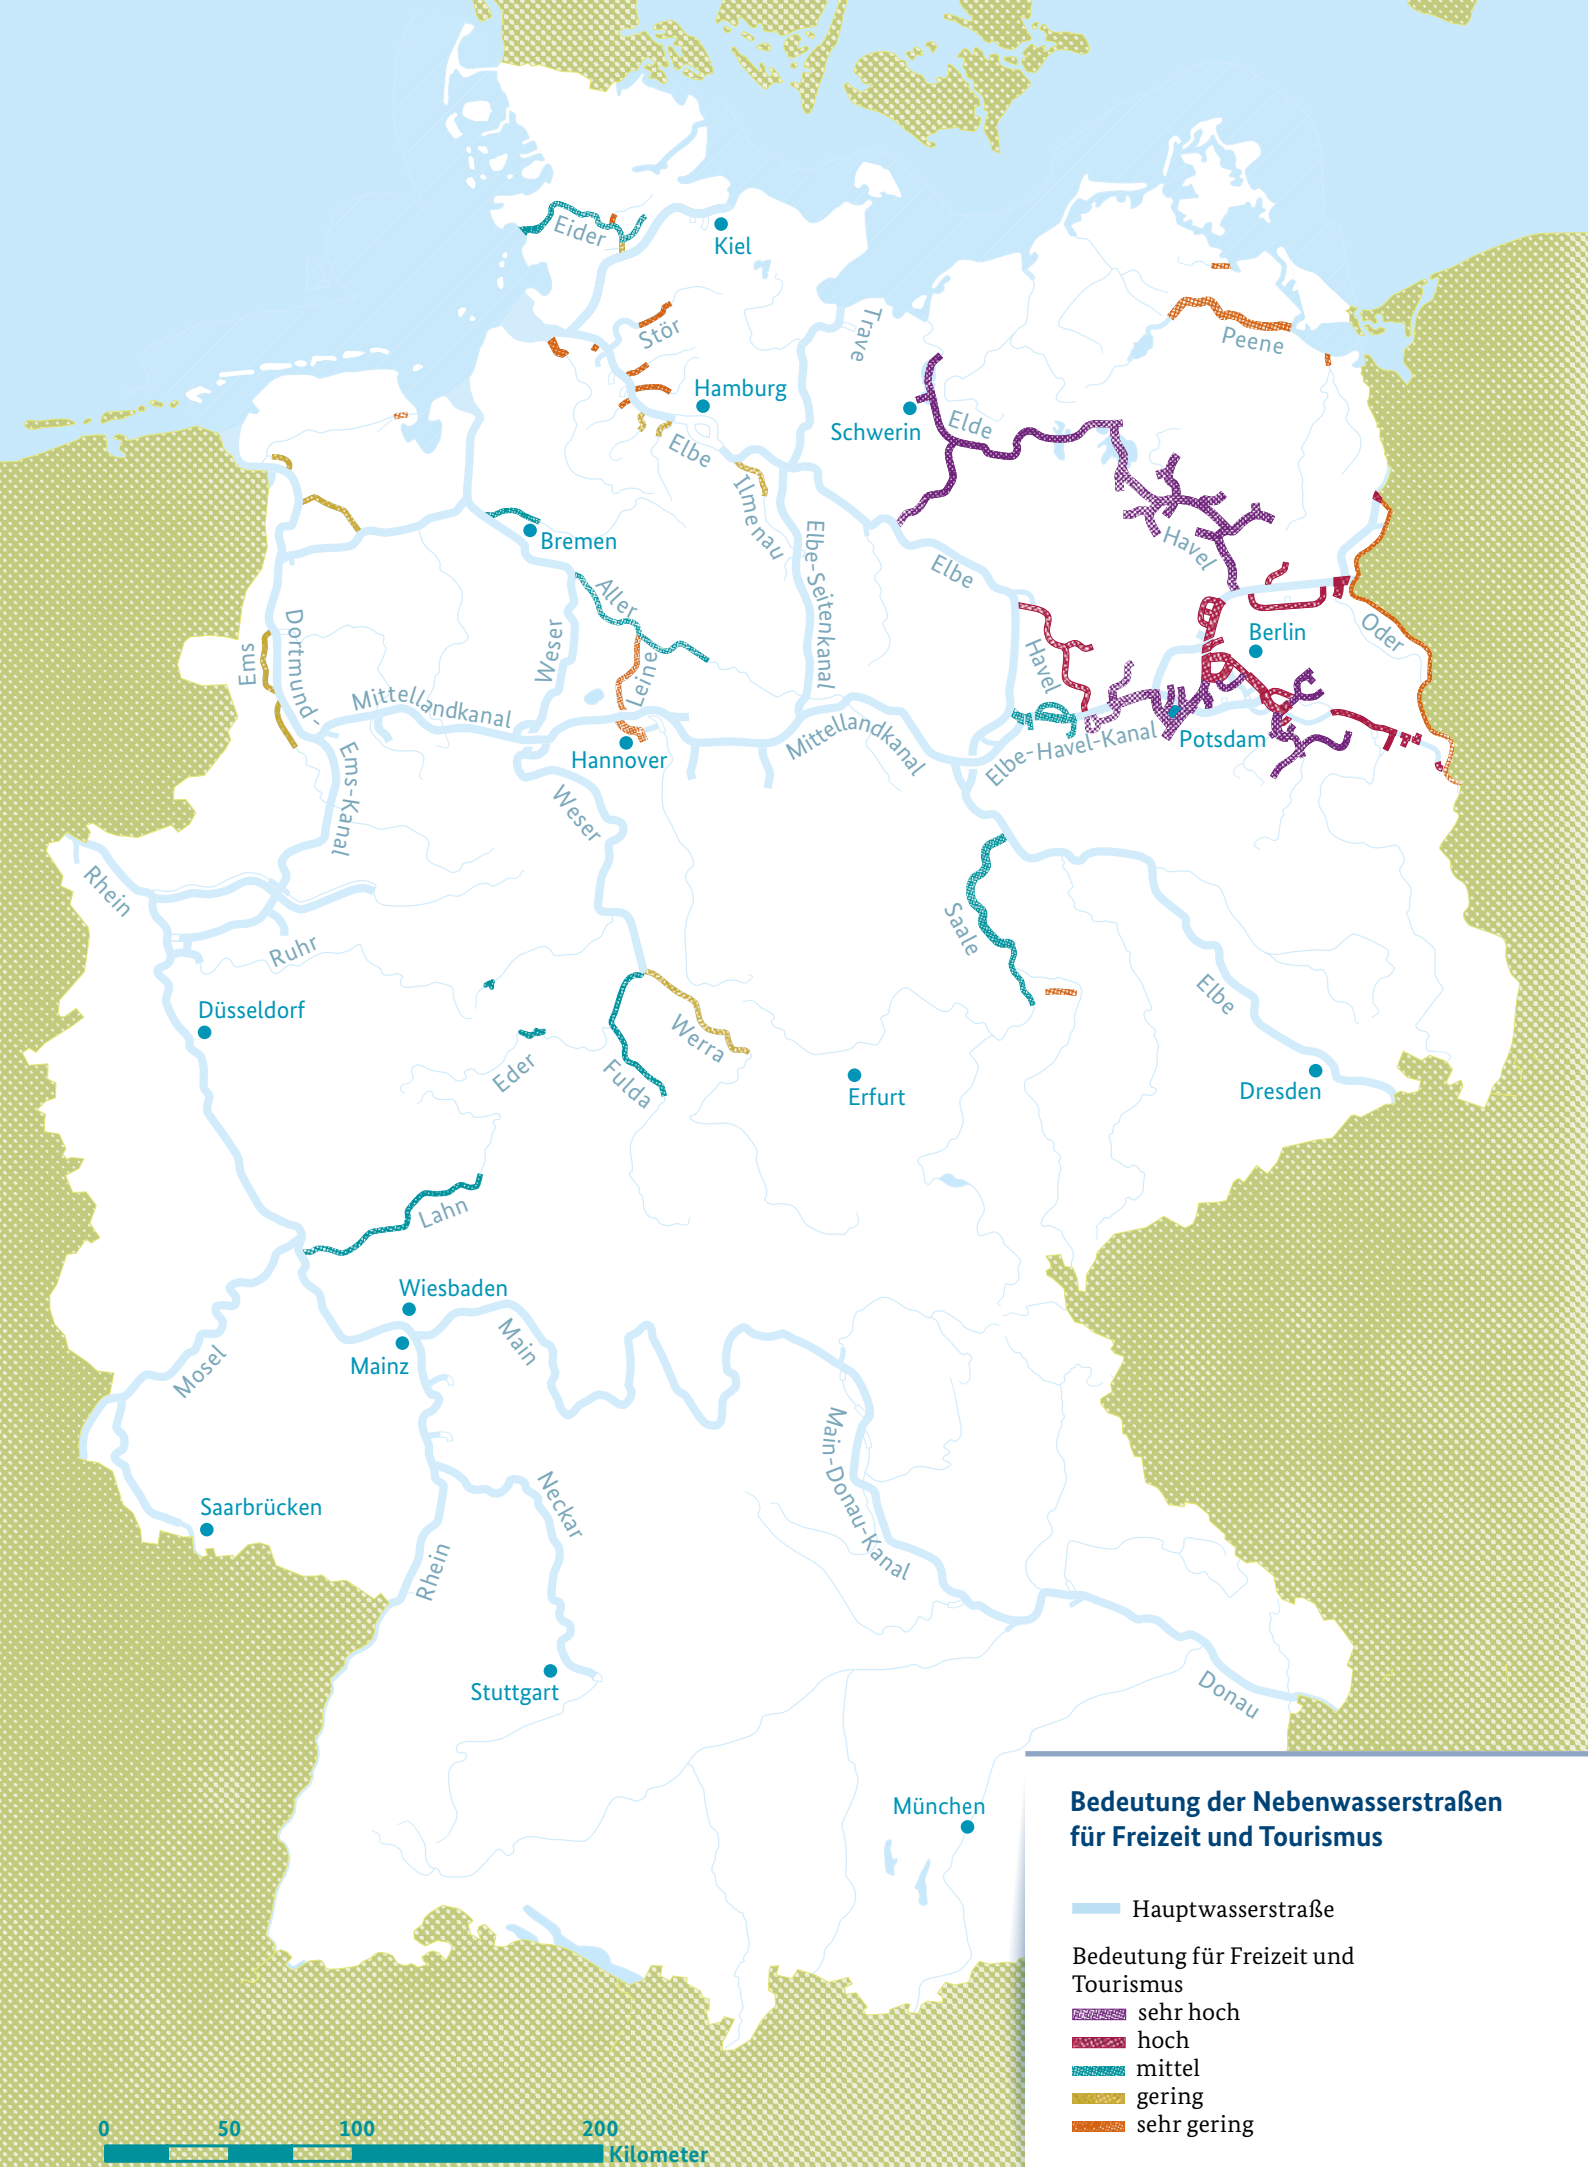 Eider
Kiel
Stör
Trave
Peene
Hamburg
Schwerin
Elde
Elbe
Ilmenau
Bremen
Elbe-Seitenkanal
Elbe
Havel
Aller
Oder
Berlin
Ems
Dortmund-
Ems-Kanal
Weser
Leine
Havel
Mittellandkanal
Mittellandkanal
Elbe-Havel-Kanal
Potsdam
Hannover
Weser
Rhein
Ruhr
Saale
Elbe
Düsseldorf
Werra
Eder
Fulda
Erfurt
Dresden
Lahn
Wiesbaden
Main
Mosel
Mainz
Main-Donau-Kanal
Neckar
Saarbrücken
Rhein
Stuttgart
Donau
München
Bedeutung der Nebenwasserstraßen
für Freizeit und Tourismus
Hauptwasserstraße
Bedeutung für Freizeit und
Tourismus
sehr hoch
hoch
mittel
gering
sehr gering
0 50 100 200
Kilometer